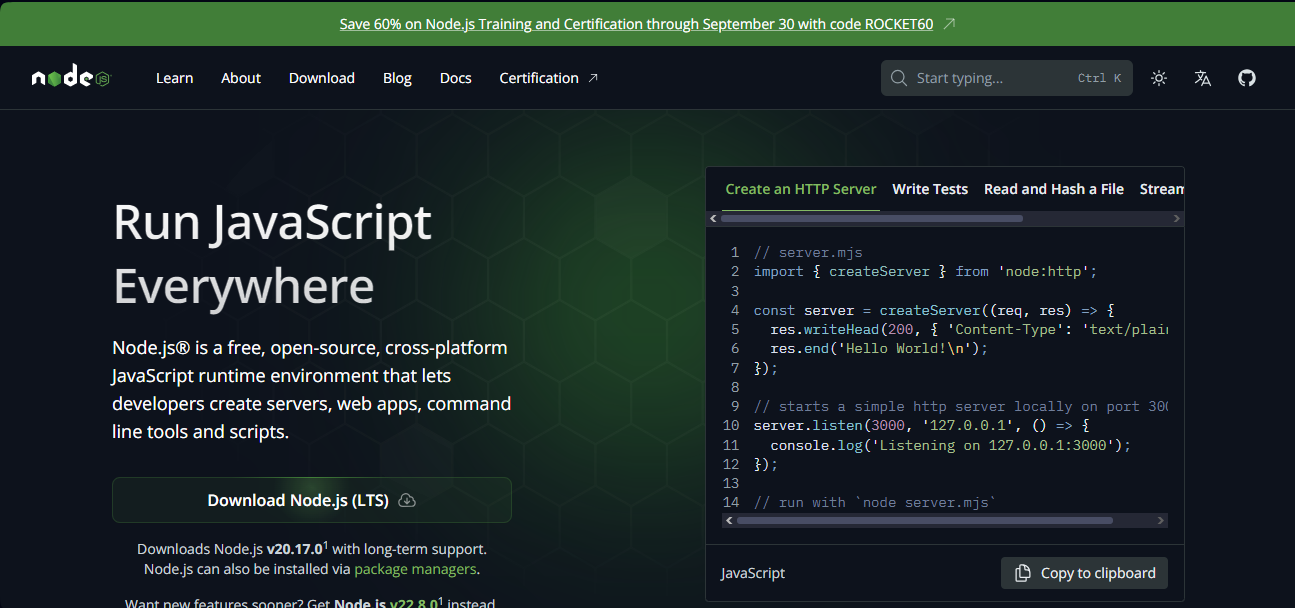 Save 60% on Node.js Training and Certification through September 30 with code ROCKET60
node JS
Learn About Download Blog Docs Certification
Start typing... Ctrl K
Run JavaScript
Everywhere
Node.js® is a free, open-source, cross-platform
JavaScript runtime environment that lets
developers create servers, web apps, command
line tools and scripts.
Download Node.js (LTS)
Downloads Node.js v20.17.0¹ with long-term support.
Node.js can also be installed via package managers.
Want new features sooner? Get Node.js v22.8.0¹ instead
Create an HTTP Server Write Tests Read and Hash a File Stream
1 // server.mjs
2 import { createServer } from 'node:http';
3
4 const server = createServer((req, res) => {
5   res.writeHead(200, { 'Content-Type': 'text/plain
6   res.end('Hello World!\n');
7 });
8
9 // starts a simple http server locally on port 300
10 server.listen(3000, '127.0.0.1', () => {
11   console.log('Listening on 127.0.0.1:3000');
12 });
13
14 // run with `node server.mjs`
JavaScript
Copy to clipboard